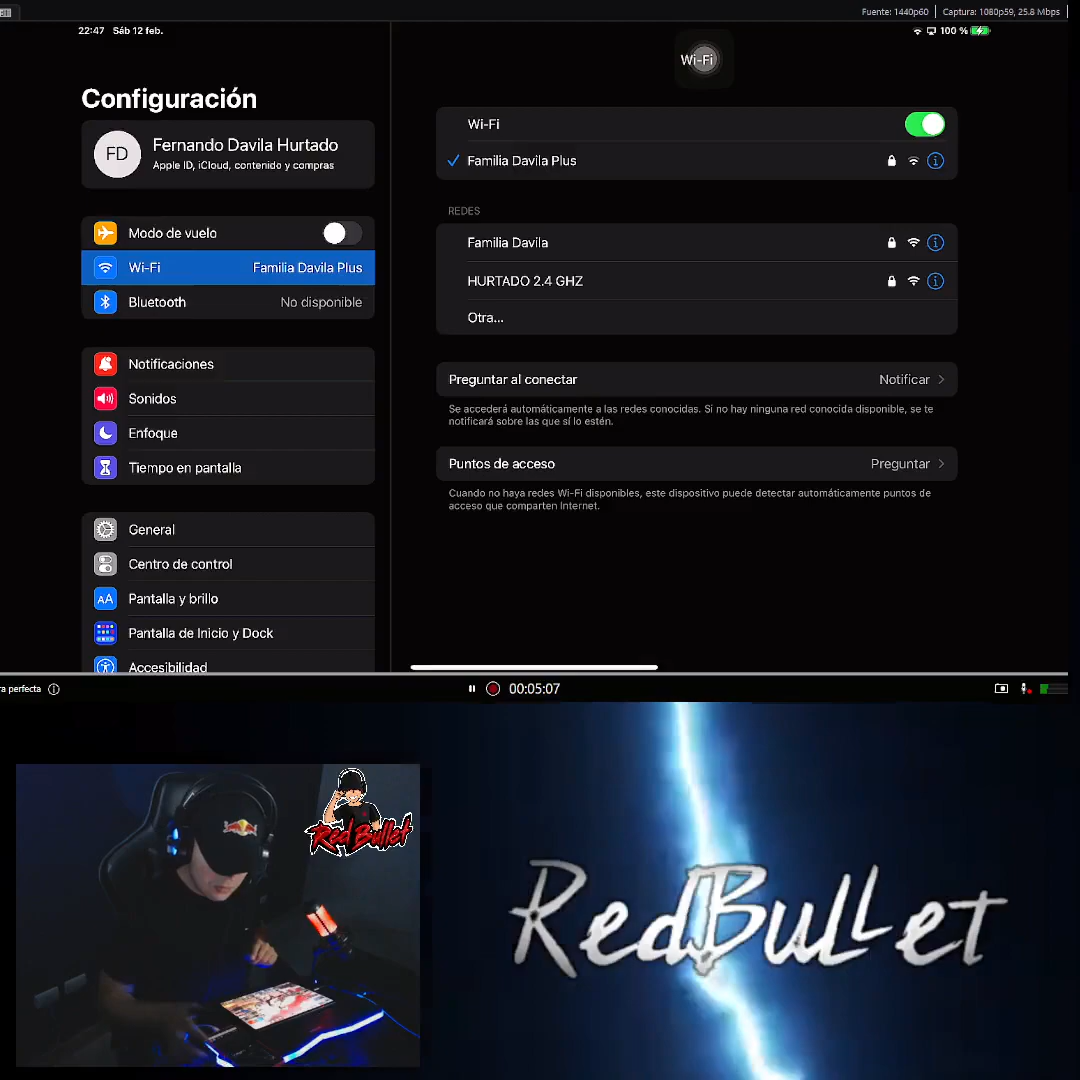 Fuente: 1440p60
Captura: 1080p59, 25.8 Mbps
22:47 Sáb 12 feb.
100 %
Configuración
FD
Fernando Davila Hurtado
Apple ID, iCloud, contenido y compras
Modo de vuelo
Wi-Fi
Familia Davila Plus
Bluetooth
No disponible
Notificaciones
Sonidos
Enfoque
Tiempo en pantalla
General
Centro de control
AA
Pantalla y brillo
Pantalla de Inicio y Dock
Accesibilidad
Wi-Fi
Wi-Fi
Familia Davila Plus
REDES
Familia Davila
HURTADO 2.4 GHZ
Otra...
Preguntar al conectar
Notificar
Se accederá automáticamente a las redes conocidas. Si no hay ninguna red conocida disponible, se te
notificará sobre las que sí lo estén.
Puntos de acceso
Preguntar
Cuando no haya redes Wi-Fi disponibles, este dispositivo puede detectar automáticamente puntos de
acceso que comparten Internet.
a perfecta
00:05:07
Red Bullet
RedBullet